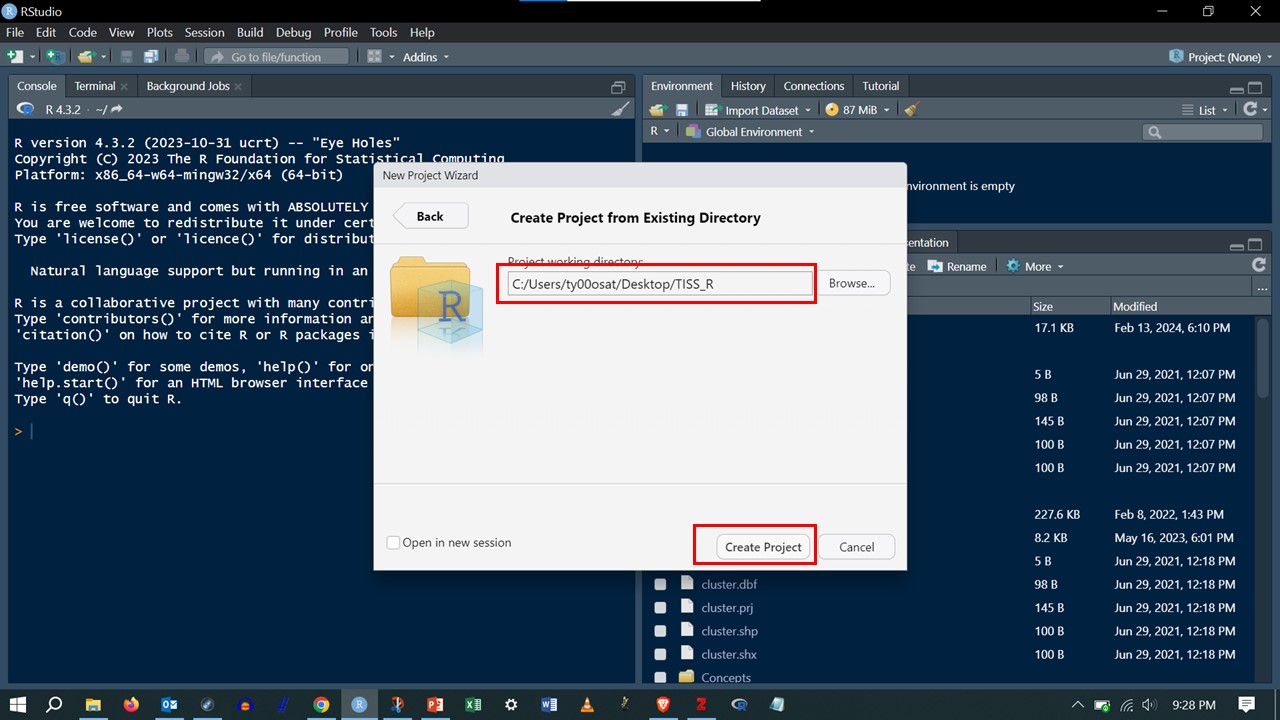 RStudio
File Edit Code View Plots Session Build Debug Profile Tools Help
Go to file/function Addins Project: (None)
Console Terminal Background Jobs
R 4.3.2 · ~/
R version 4.3.2 (2023-10-31 ucrt) -- "Eye Holes"
Copyright (C) 2023 The R Foundation for Statistical Computing
Platform: x86_64-w64-mingw32/x64 (64-bit)
R is free software and comes with ABSOLUTELY
You are welcome to redistribute it under cert
Type 'license()' or 'licence()' for distribut
Natural language support but running in an
R is a collaborative project with many contri
Type 'contributors()' for more information an
'citation()' on how to cite R or R packages i
Type 'demo()' for some demos, 'help()' for on
'help.start()' for an HTML browser interface
Type 'q()' to quit R.
>
New Project Wizard
Back
Create Project from Existing Directory
Project working directory:
C:/Users/ty00osat/Desktop/TISS_R
Browse...
Open in new session
Create Project
Cancel
Environment History Connections Tutorial
Import Dataset 87 MiB List
R Global Environment
nvironment is empty
entation
te Rename More
...
Size Modified
17.1 KB Feb 13, 2024, 6:10 PM
5 B Jun 29, 2021, 12:07 PM
98 B Jun 29, 2021, 12:07 PM
145 B Jun 29, 2021, 12:07 PM
100 B Jun 29, 2021, 12:07 PM
100 B Jun 29, 2021, 12:07 PM
227.6 KB Feb 8, 2022, 1:43 PM
8.2 KB May 16, 2023, 6:01 PM
5 B Jun 29, 2021, 12:18 PM
cluster.dbf 98 B Jun 29, 2021, 12:18 PM
cluster.prj 145 B Jun 29, 2021, 12:18 PM
cluster.shp 100 B Jun 29, 2021, 12:18 PM
cluster.shx 100 B Jun 29, 2021, 12:18 PM
Concepts
9:28 PM